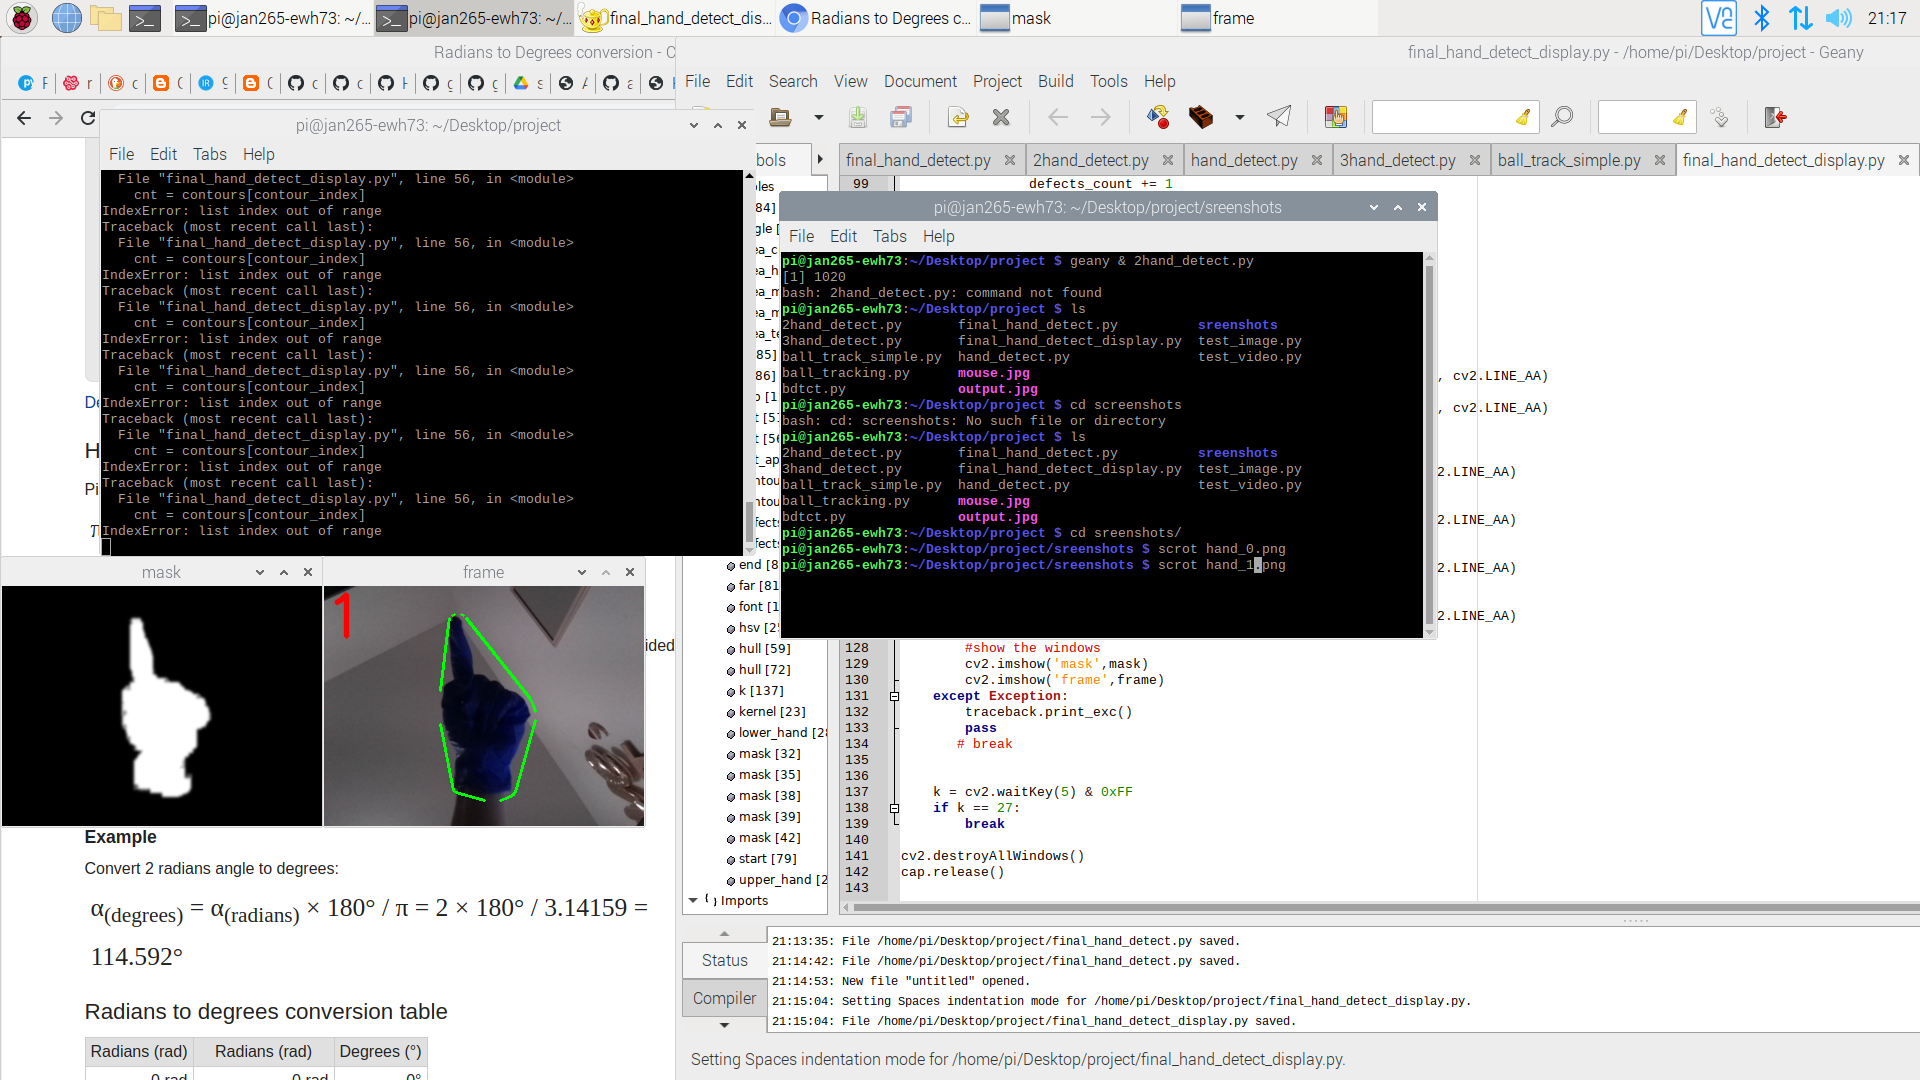 pi@jan265-ewh73: ~/...
pi@jan265-ewh73: ~/...
final_hand_detect_dis...
Radians to Degrees c...
mask
frame
21:17
Radians to Degrees conversion - C
final_hand_detect_display.py - /home/pi/Desktop/project - Geany
File Edit Search View Document Project Build Tools Help
pi@jan265-ewh73: ~/Desktop/project
File Edit Tabs Help
File "final_hand_detect_display.py", line 56, in <module>
cnt = contours[contour_index]
IndexError: list index out of range
Traceback (most recent call last):
File "final_hand_detect_display.py", line 56, in <module>
cnt = contours[contour_index]
IndexError: list index out of range
Traceback (most recent call last):
File "final_hand_detect_display.py", line 56, in <module>
cnt = contours[contour_index]
IndexError: list index out of range
Traceback (most recent call last):
File "final_hand_detect_display.py", line 56, in <module>
cnt = contours[contour_index]
IndexError: list index out of range
Traceback (most recent call last):
File "final_hand_detect_display.py", line 56, in <module>
cnt = contours[contour_index]
IndexError: list index out of range
Traceback (most recent call last):
File "final_hand_detect_display.py", line 56, in <module>
cnt = contours[contour_index]
IndexError: list index out of range
final_hand_detect.py 2hand_detect.py hand_detect.py 3hand_detect.py ball_track_simple.py final_hand_detect_display.py
99 defects_count += 1
pi@jan265-ewh73: ~/Desktop/project/sreenshots
File Edit Tabs Help
pi@jan265-ewh73:~/Desktop/project $ geany & 2hand_detect.py
[1] 1020
bash: 2hand_detect.py: command not found
pi@jan265-ewh73:~/Desktop/project $ ls
2hand_detect.py final_hand_detect.py sreenshots
3hand_detect.py final_hand_detect_display.py test_image.py
ball_track_simple.py hand_detect.py test_video.py
ball_tracking.py mouse.jpg
bdtct.py output.jpg
pi@jan265-ewh73:~/Desktop/project $ cd screenshots
bash: cd: screenshots: No such file or directory
pi@jan265-ewh73:~/Desktop/project $ ls
2hand_detect.py final_hand_detect.py sreenshots
3hand_detect.py final_hand_detect_display.py test_image.py
ball_track_simple.py hand_detect.py test_video.py
ball_tracking.py mouse.jpg
bdtct.py output.jpg
pi@jan265-ewh73:~/Desktop/project $ cd sreenshots/
pi@jan265-ewh73:~/Desktop/project/sreenshots $ scrot hand_0.png
pi@jan265-ewh73:~/Desktop/project/sreenshots $ scrot hand_1.png
, cv2.LINE_AA)
, cv2.LINE_AA)
2.LINE_AA)
2.LINE_AA)
2.LINE_AA)
2.LINE_AA)
mask
frame
1
end [8
far [81
font [1
hsv [25
hull [59]
hull [72]
k [137]
kernel [23]
lower_hand [28
mask [32]
mask [35]
mask [38]
mask [39]
mask [42]
start [79]
upper_hand [2
Imports
128 #show the windows
129 cv2.imshow('mask',mask)
130 cv2.imshow('frame',frame)
131 except Exception:
132 traceback.print_exc()
133 pass
134 # break
135
136
137 k = cv2.waitKey(5) & 0xFF
138 if k == 27:
139 break
140
141 cv2.destroyAllWindows()
142 cap.release()
143
ided
Example
Convert 2 radians angle to degrees:
α(degrees) = α(radians) × 180° / π = 2 × 180° / 3.14159 =
114.592°
Radians to degrees conversion table
Radians (rad) Radians (rad) Degrees (°)
0 rad 0 rad 0°
Status
Compiler
21:13:35: File /home/pi/Desktop/project/final_hand_detect.py saved.
21:14:42: File /home/pi/Desktop/project/final_hand_detect.py saved.
21:14:53: New file "untitled" opened.
21:15:04: Setting Spaces indentation mode for /home/pi/Desktop/project/final_hand_detect_display.py.
21:15:04: File /home/pi/Desktop/project/final_hand_detect_display.py saved.
Setting Spaces indentation mode for /home/pi/Desktop/project/final_hand_detect_display.py.